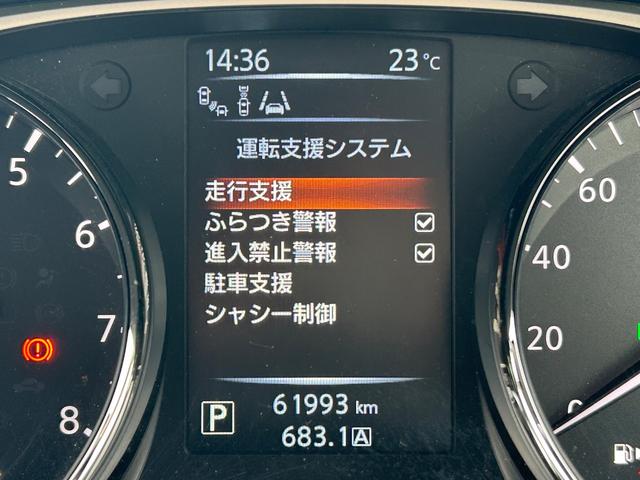 14:36 23℃
運転支援システム
走行支援
ふらつき警報
進入禁止警報
駐車支援
シャシー制御
P 61993 km
683.1 A
5
6
7
8
60
40
20
0